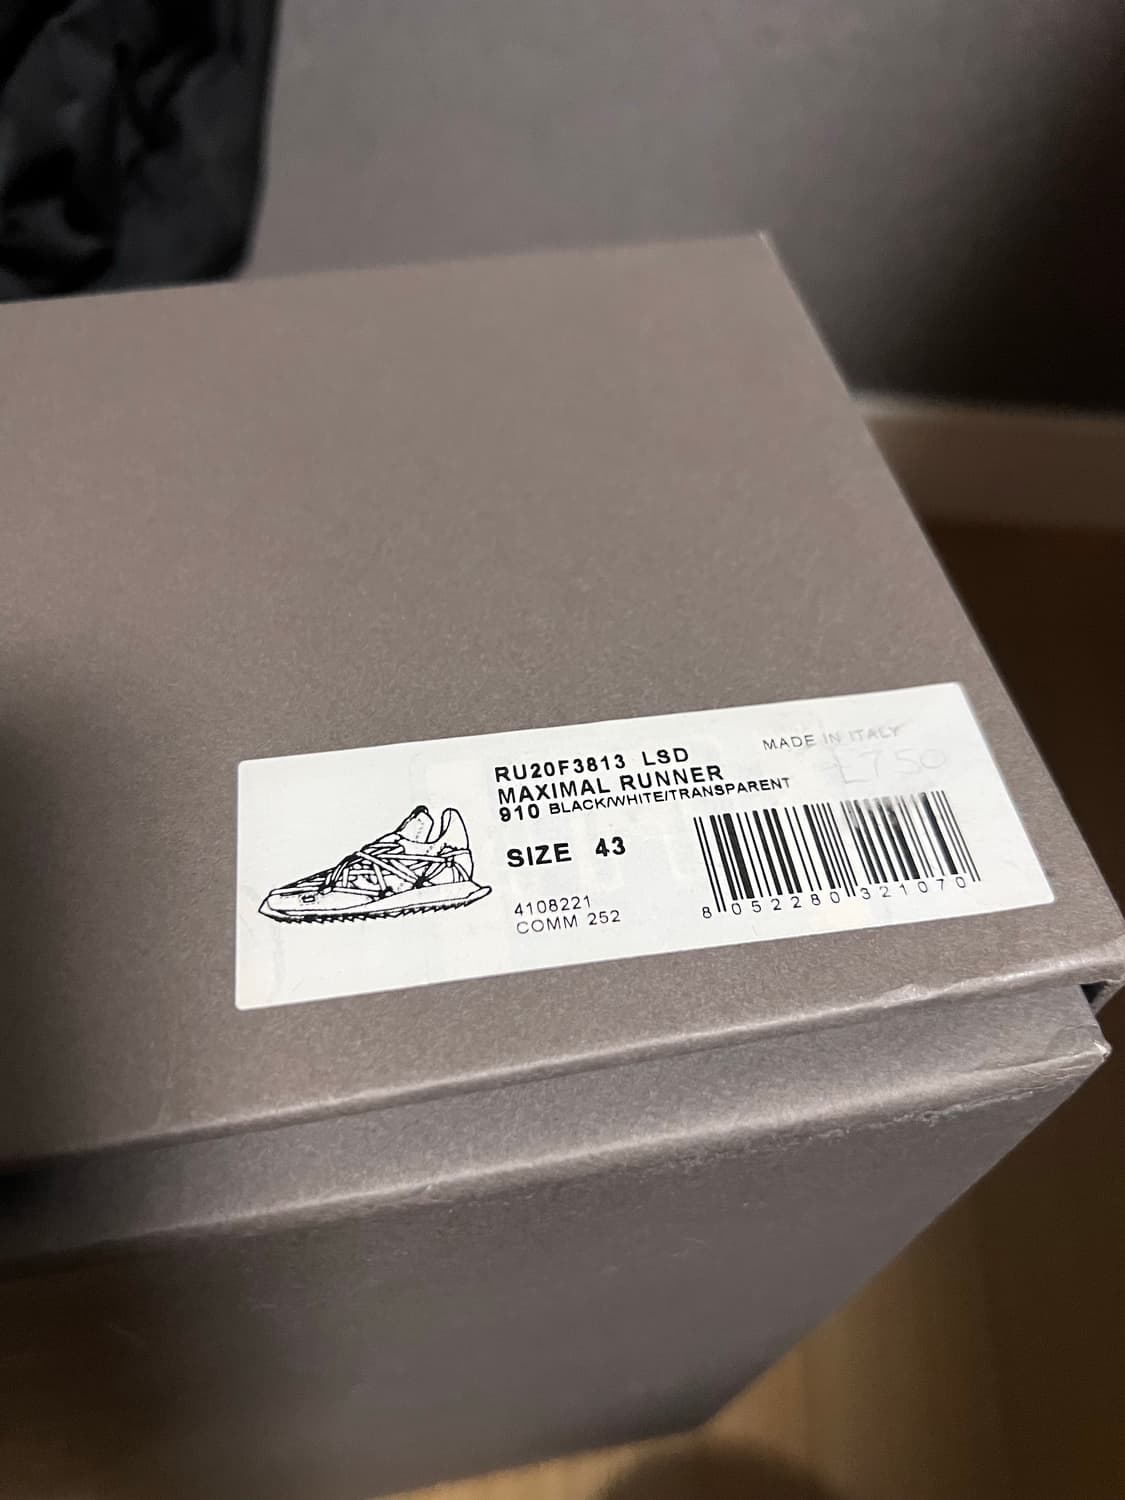 RU20F3813 LSD
MADE IN ITALY
MAXIMAL RUNNER
£750
910 BLACK/WHITE/TRANSPARENT
SIZE 43
4108221
COMM 252
8 052280 321070